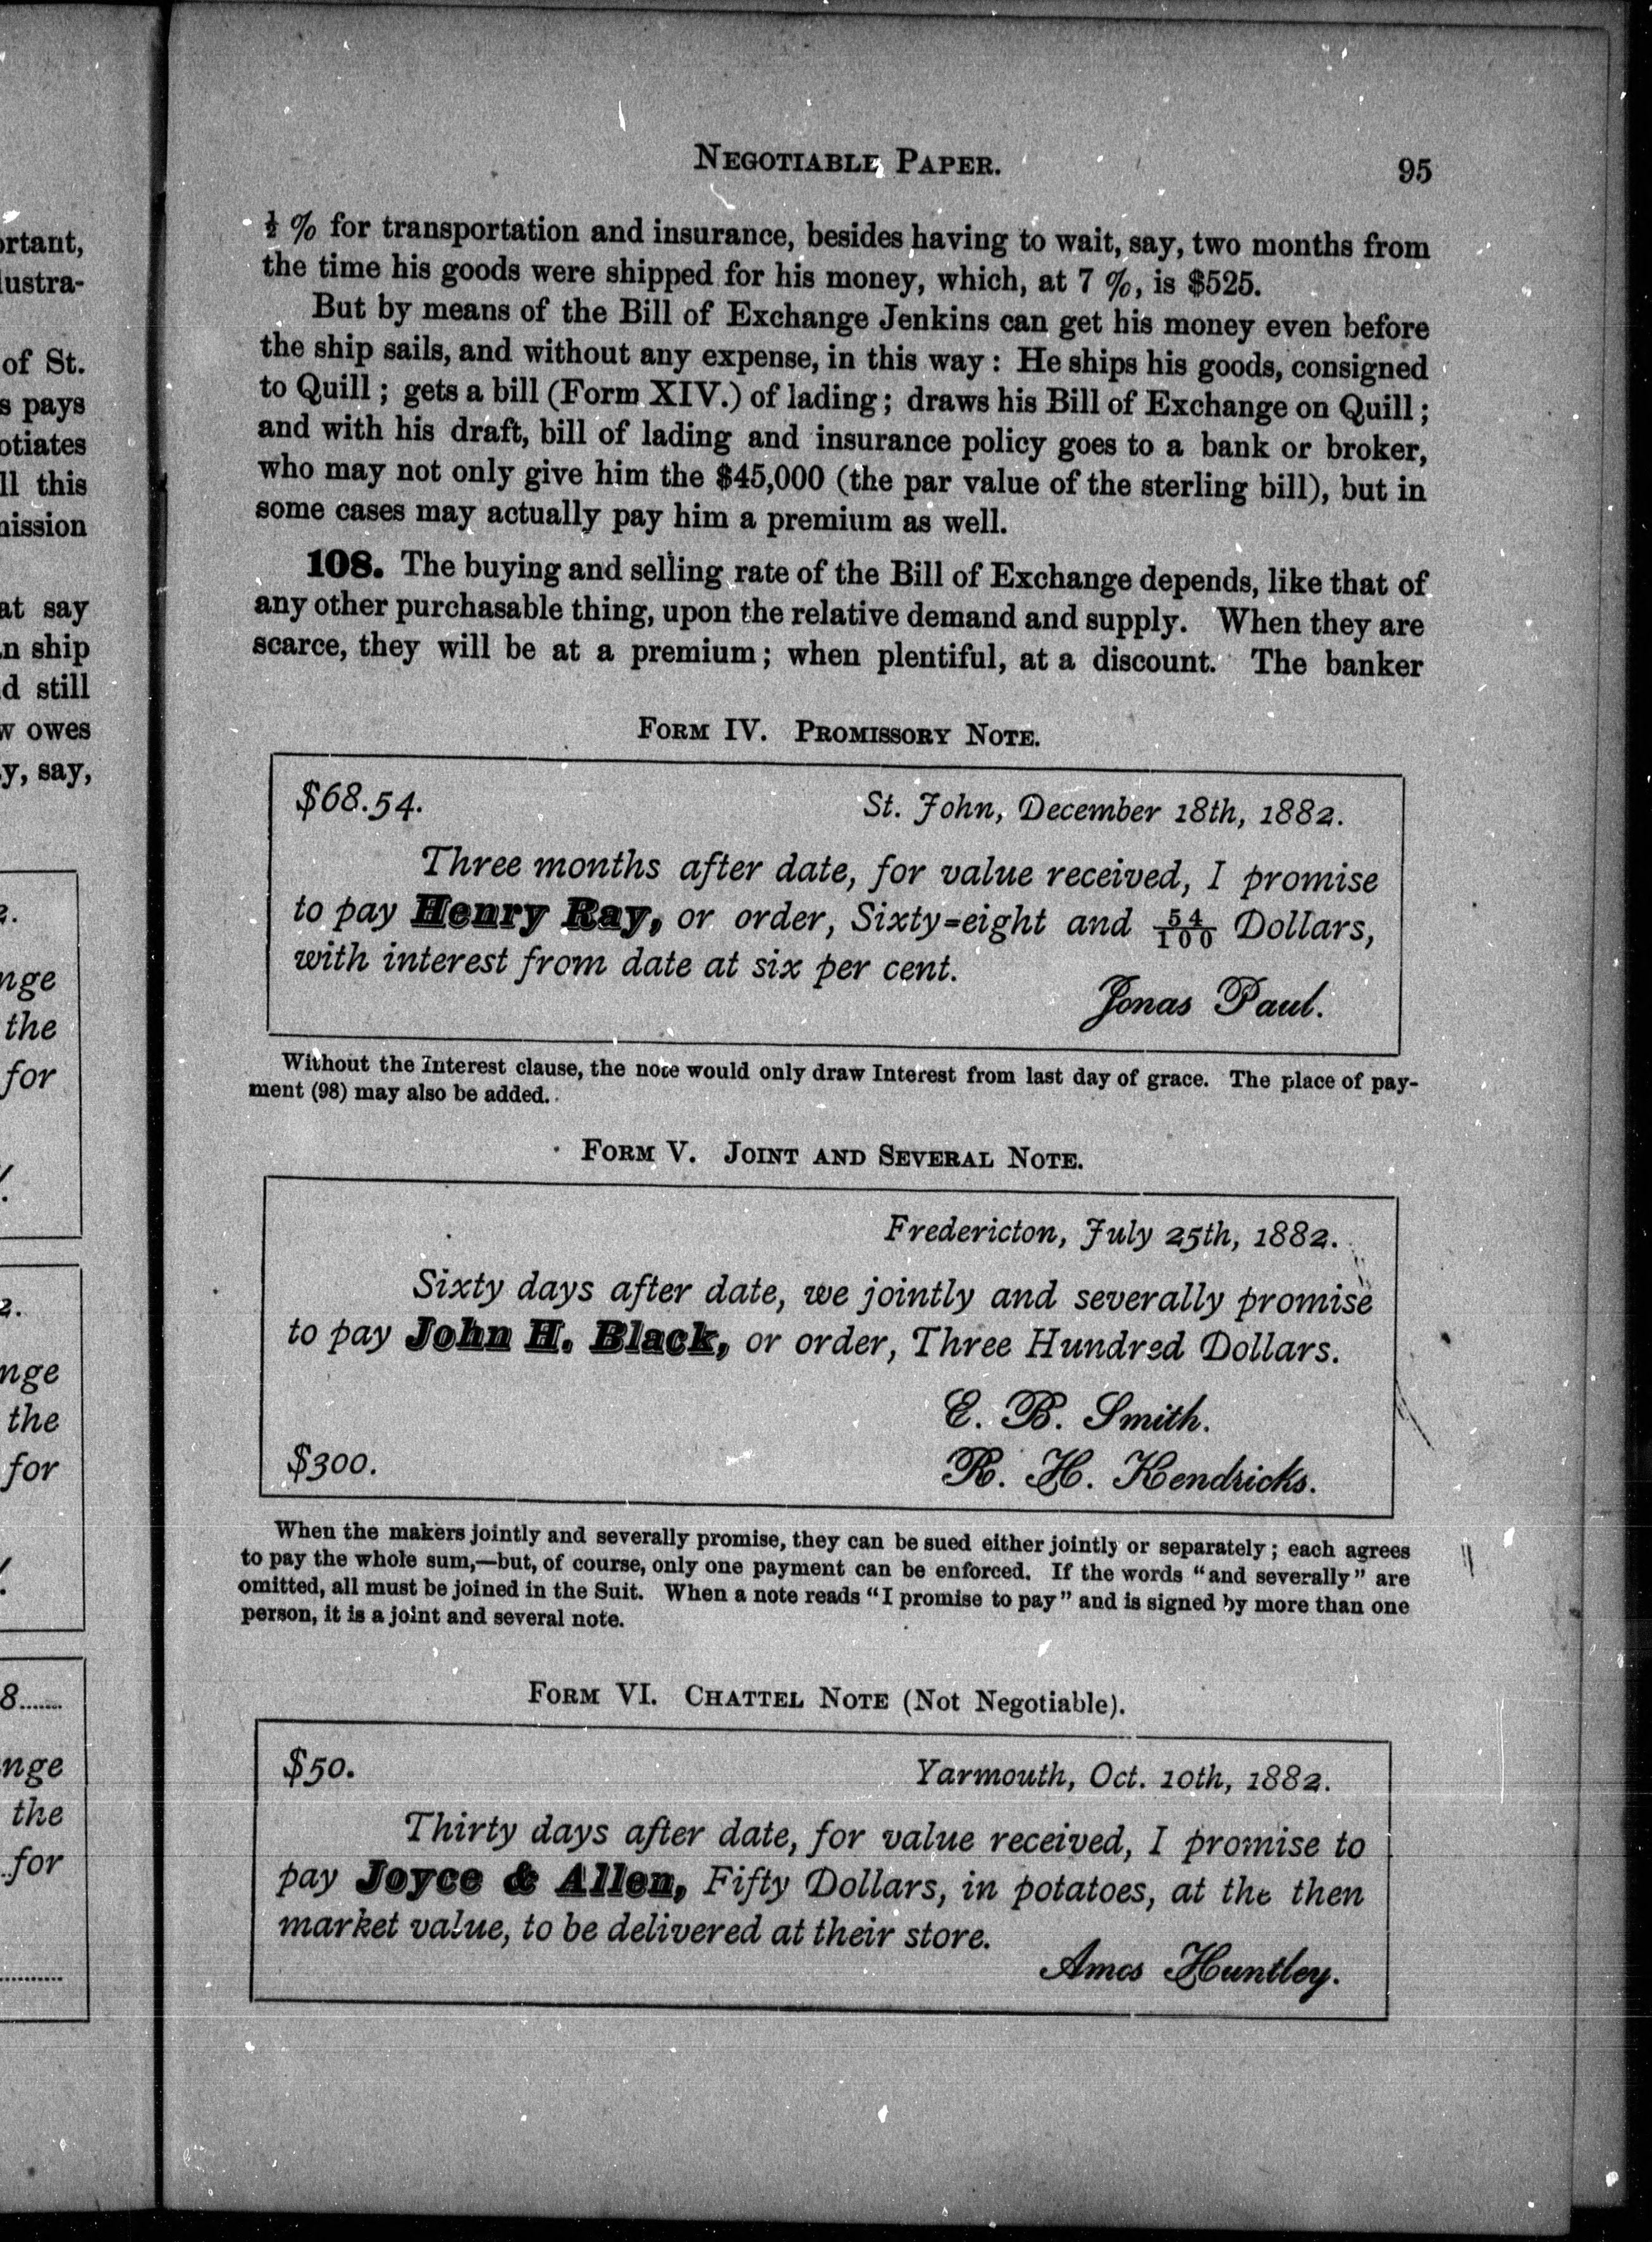 NEGOTIABLE PAPER. 95
½ % for transportation and insurance, besides having to wait, say, two months from
the time his goods were shipped for his money, which, at 7 %, is $525.
But by means of the Bill of Exchange Jenkins can get his money even before
the ship sails, and without any expense, in this way: He ships his goods, consigned
to Quill; gets a bill (Form XIV.) of lading; draws his Bill of Exchange on Quill;
and with his draft, bill of lading and insurance policy goes to a bank or broker,
who may not only give him the $45,000 (the par value of the sterling bill), but in
some cases may actually pay him a premium as well.
108. The buying and selling rate of the Bill of Exchange depends, like that of
any other purchasable thing, upon the relative demand and supply. When they are
scarce, they will be at a premium; when plentiful, at a discount. The banker
FORM IV. PROMISSORY NOTE.
$68.54. St. John, December 18th, 1882.
Three months after date, for value received, I promise
to pay Henry Ray, or order, Sixty-eight and 54/100 Dollars,
with interest from date at six per cent.
Jonas Paul.
Without the Interest clause, the note would only draw Interest from last day of grace. The place of pay-
ment (98) may also be added.
FORM V. JOINT AND SEVERAL NOTE.
Fredericton, July 25th, 1882.
Sixty days after date, we jointly and severally promise
to pay John H. Black, or order, Three Hundred Dollars.
E. B. Smith.
$300. R. H. Kendricks.
When the makers jointly and severally promise, they can be sued either jointly or separately; each agrees
to pay the whole sum,—but, of course, only one payment can be enforced. If the words "and severally" are
omitted, all must be joined in the Suit. When a note reads "I promise to pay" and is signed by more than one
person, it is a joint and several note.
FORM VI. CHATTEL NOTE (Not Negotiable).
$50. Yarmouth, Oct. 10th, 1882.
Thirty days after date, for value received, I promise to
pay Joyce & Allen, Fifty Dollars, in potatoes, at the then
market value, to be delivered at their store.
Amos Huntley.